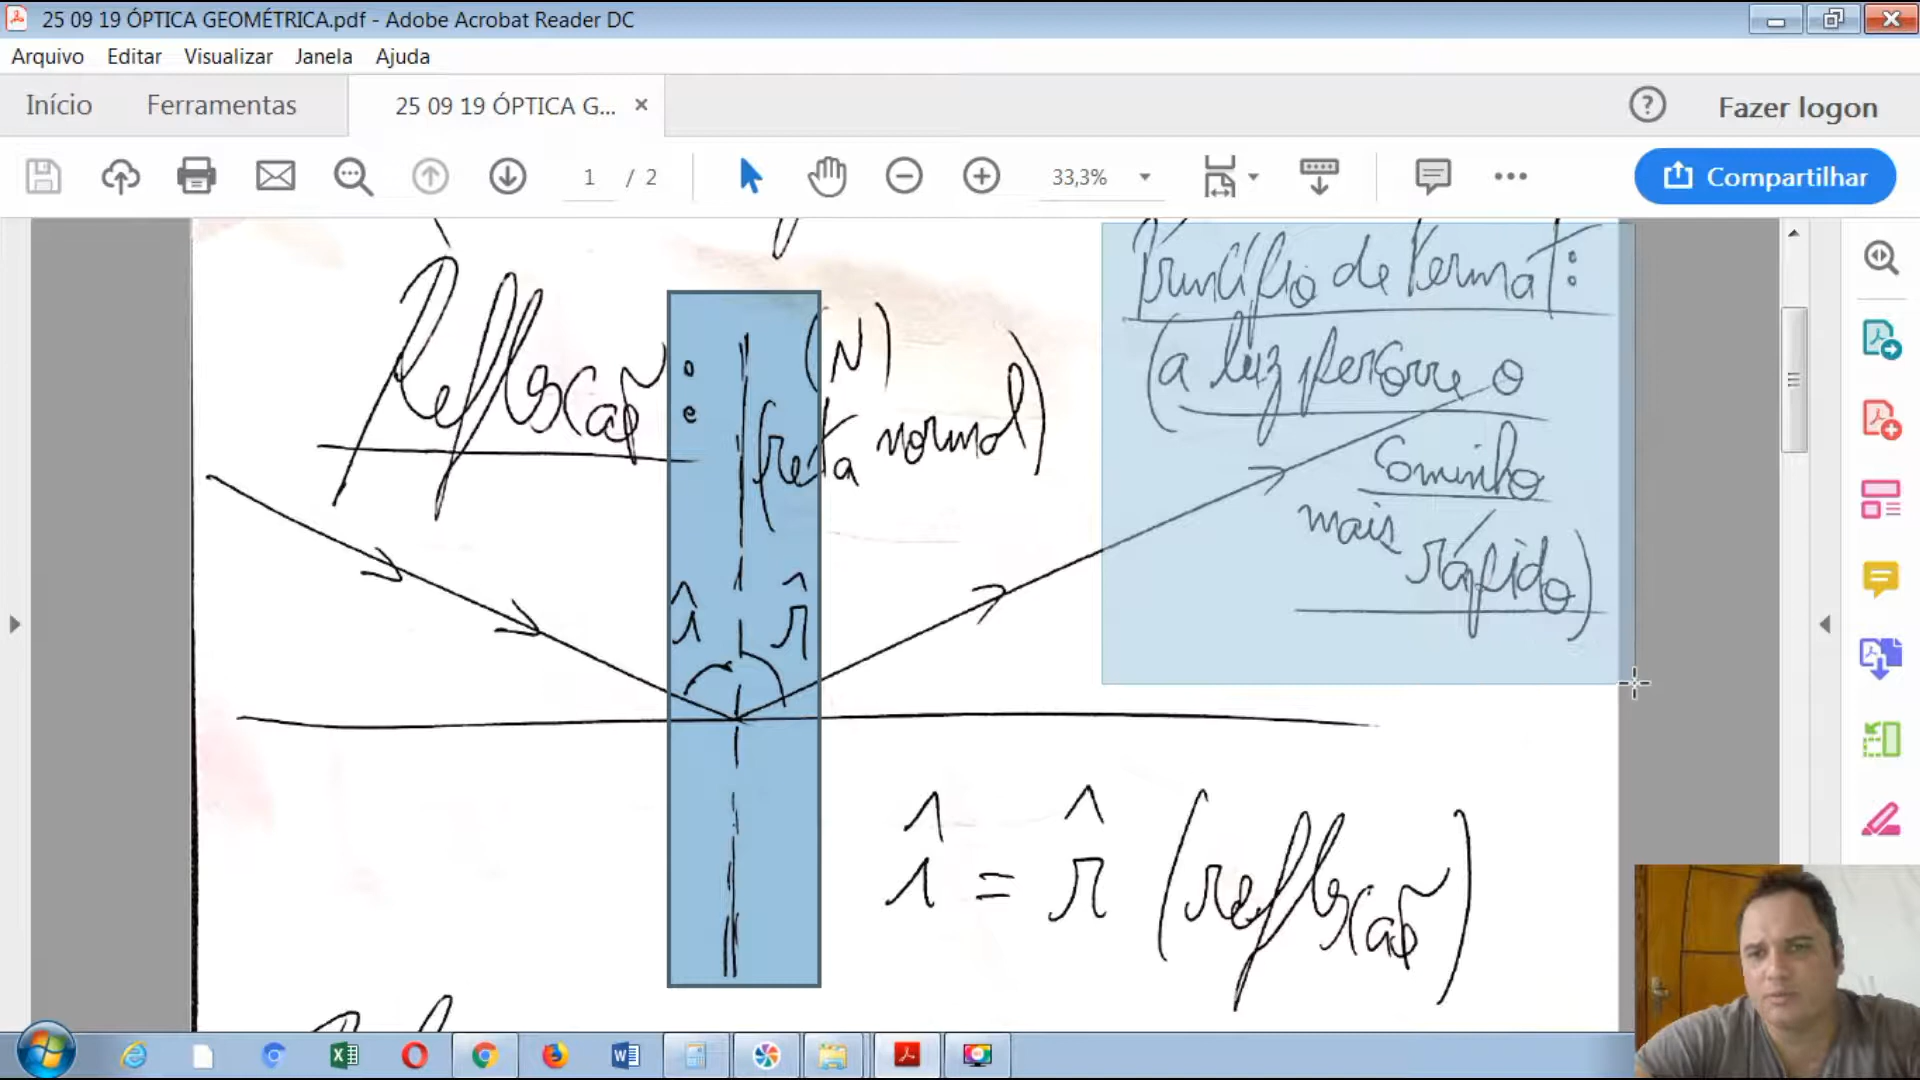 25 09 19 ÓPTICA GEOMÉTRICA.pdf - Adobe Acrobat Reader DC
Arquivo Editar Visualizar Janela Ajuda
Início Ferramentas 25 09 19 ÓPTICA G... × Fazer logon
1 / 2 33,3% Compartilhar
Princípio de Fermat:
Reflexão: (N) (a luz percorre o
(reta normal) Caminho
mais rápido)
î r̂
î = r̂ (reflexão)